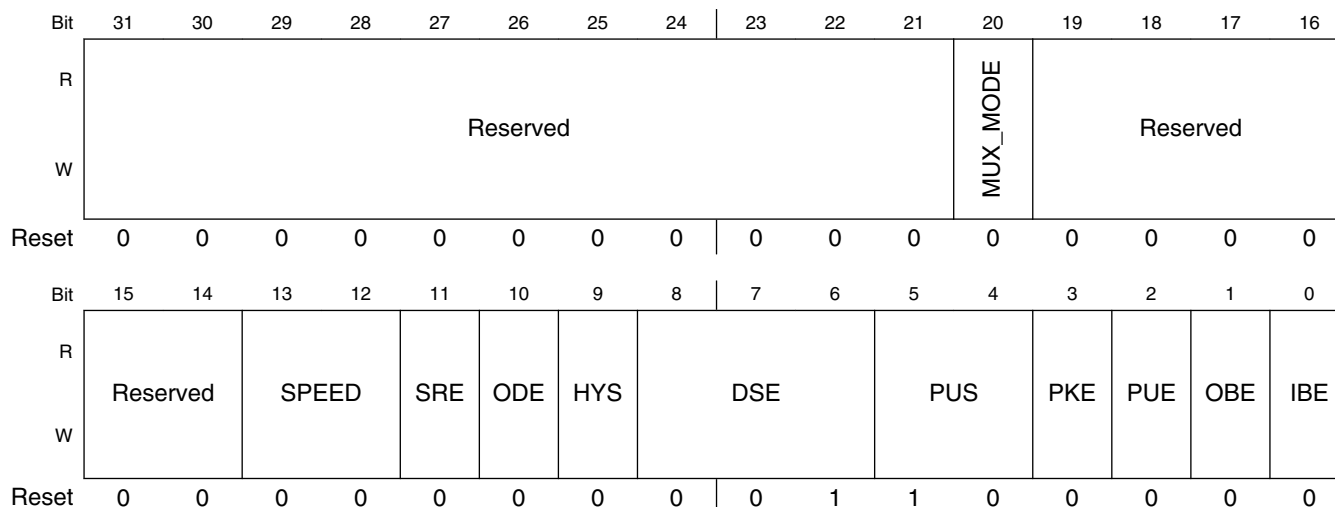 Bit 31 30 29 28 27 26 25 24 23 22 21 20 19 18 17 16
R
Reserved MUX_MODE Reserved
W
Reset 0 0 0 0 0 0 0 0 0 0 0 0 0 0 0 0
Bit 15 14 13 12 11 10 9 8 7 6 5 4 3 2 1 0
R
Reserved SPEED SRE ODE HYS DSE PUS PKE PUE OBE IBE
W
Reset 0 0 0 0 0 0 0 0 0 1 1 0 0 0 0 0